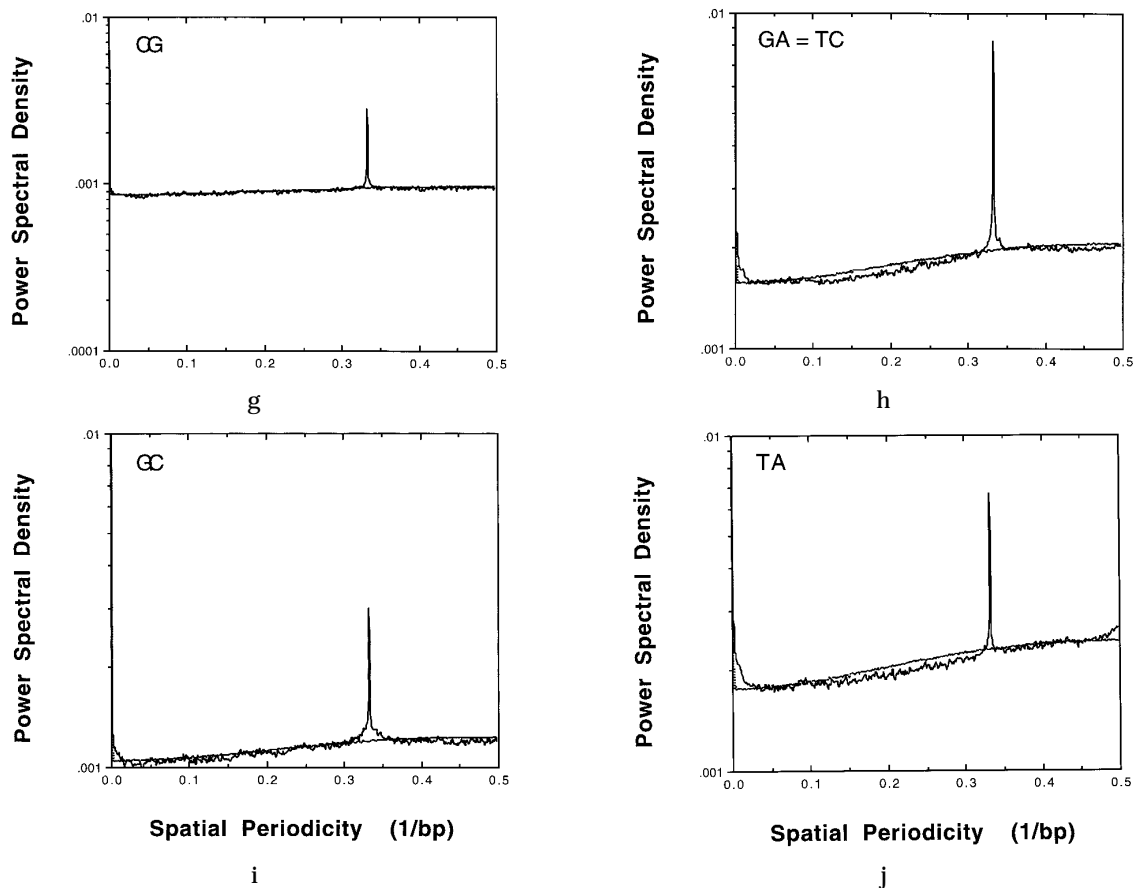 CG
Power Spectral Density
.01
.001
.0001
0.0 0.1 0.2 0.3 0.4 0.5
g
GA = TC
Power Spectral Density
.01
.001
0.0 0.1 0.2 0.3 0.4 0.5
h
GC
Power Spectral Density
.01
.001
0.0 0.1 0.2 0.3 0.4 0.5
Spatial Periodicity (1/bp)
i
TA
Power Spectral Density
.01
.001
0.0 0.1 0.2 0.3 0.4 0.5
Spatial Periodicity (1/bp)
j